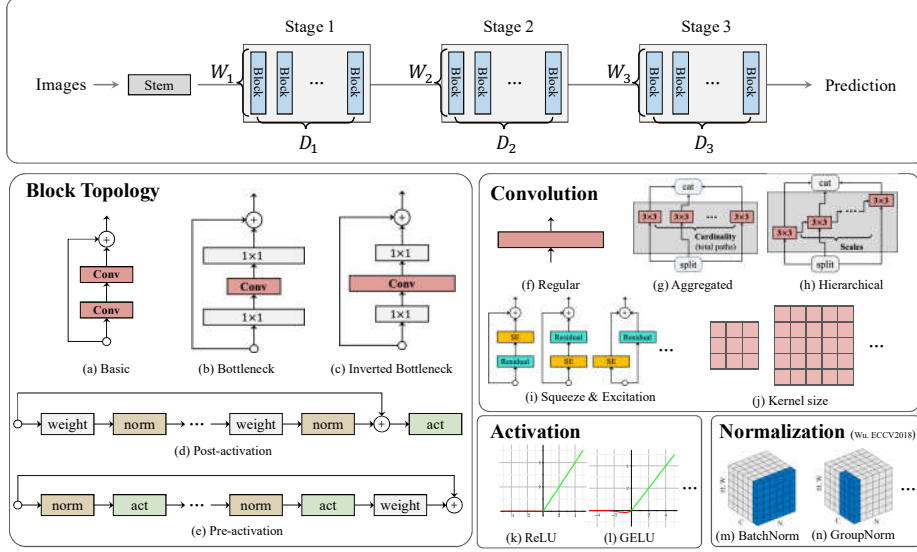 Stage 1 Stage 2 Stage 3
Images Stem W1 Block Block ... Block W2 Block Block ... Block W3 Block Block ... Block Prediction
D1 D2 D3
Block Topology
Conv
Conv
(a) Basic
1×1
Conv
1×1
(b) Bottleneck
1×1
Conv
1×1
(c) Inverted Bottleneck
weight norm ... weight norm act
(d) Post-activation
norm act ... norm act weight
(e) Pre-activation
Convolution
(f) Regular
cat
3×3 3×3 ... 3×3
Cardinality
(total paths)
split
(g) Aggregated
cat
3×3
3×3
3×3
Scales
split
(h) Hierarchical
SE Residual Residual
Residual SE SE
...
(i) Squeeze & Excitation
...
(j) Kernel size
Activation
...
(k) ReLU (l) GELU
Normalization (Wu. ECCV2018)
H, W C N
H, W C N
...
(m) BatchNorm (n) GroupNorm